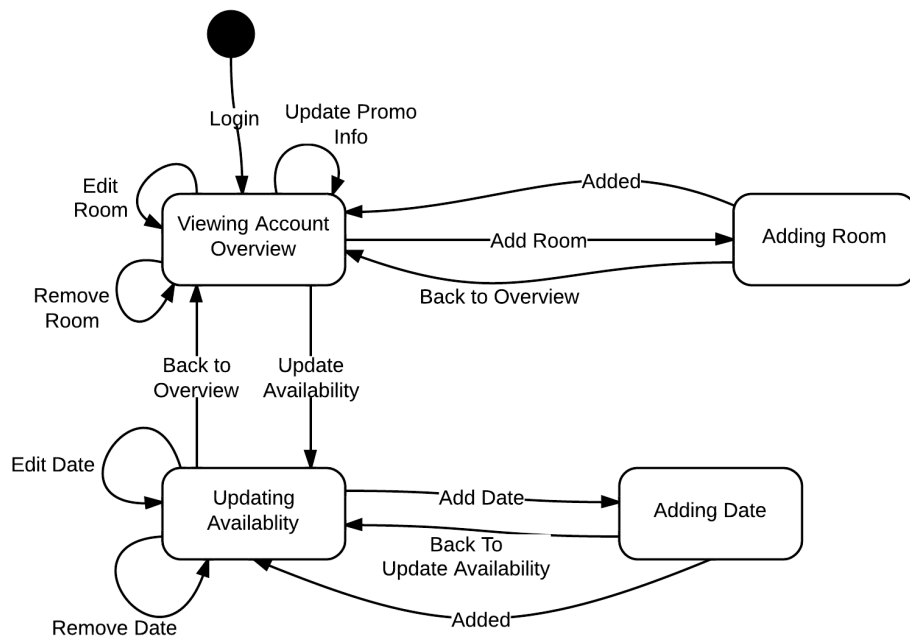 Login
Update Promo
Info
Edit
Room
Viewing Account
Overview
Added
Add Room
Adding Room
Back to Overview
Remove
Room
Back to
Overview
Update
Availability
Edit Date
Updating
Availablity
Add Date
Adding Date
Back To
Update Availability
Added
Remove Date